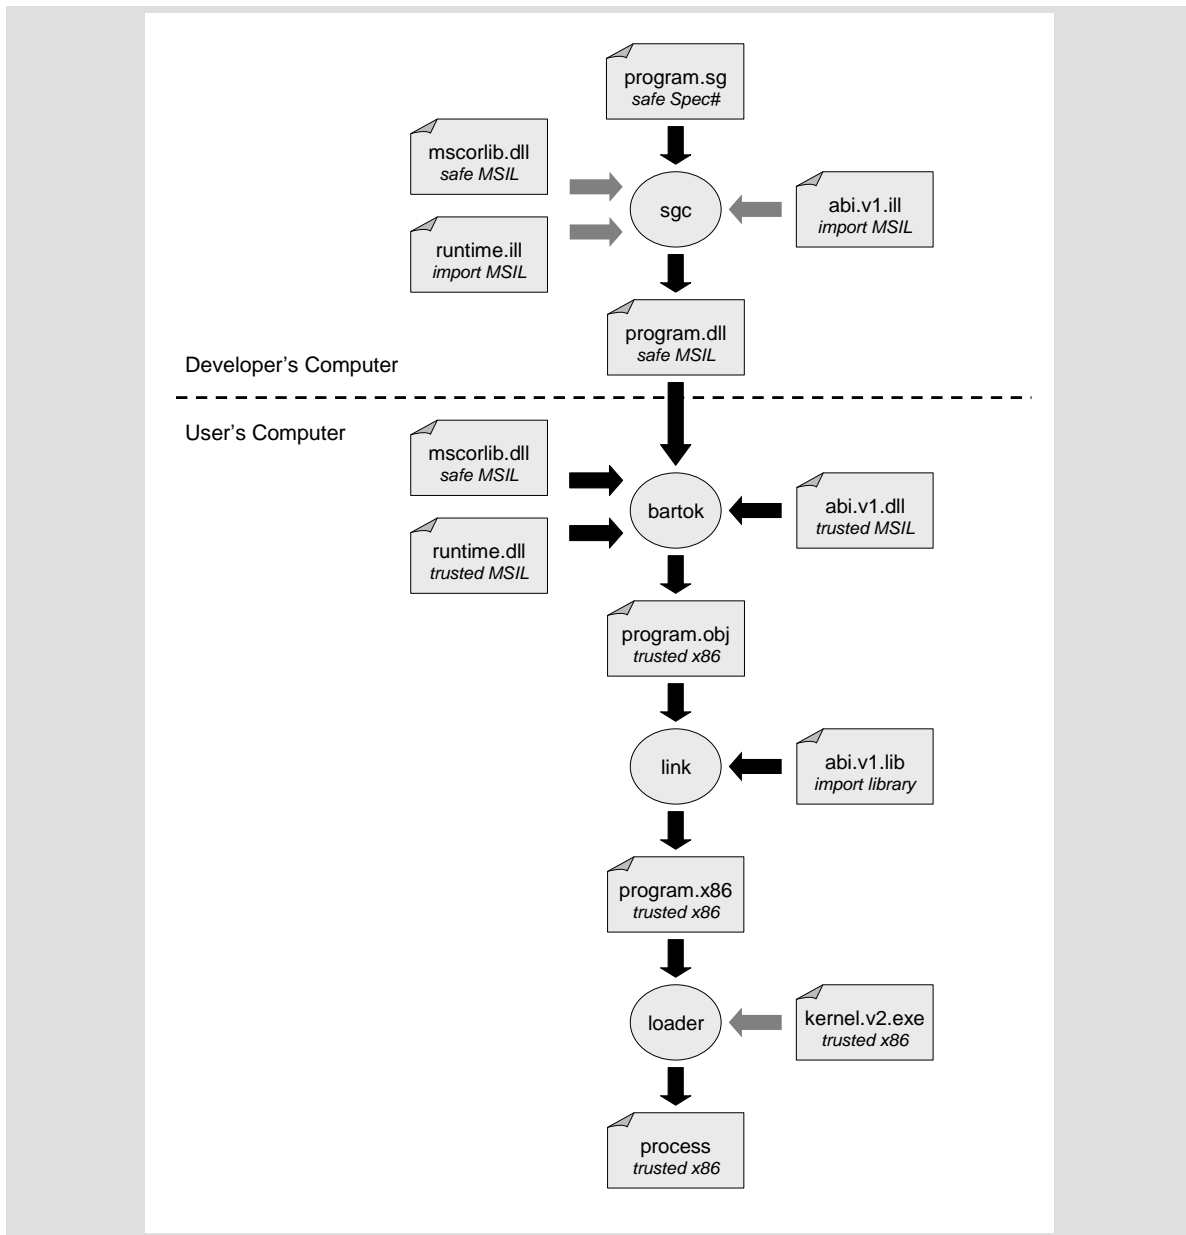 program.sg
safe Spec#
mscorlib.dll
safe MSIL
sgc
abi.v1.ill
import MSIL
runtime.ill
import MSIL
program.dll
safe MSIL
Developer's Computer
User's Computer
mscorlib.dll
safe MSIL
bartok
abi.v1.dll
trusted MSIL
runtime.dll
trusted MSIL
program.obj
trusted x86
link
abi.v1.lib
import library
program.x86
trusted x86
loader
kernel.v2.exe
trusted x86
process
trusted x86